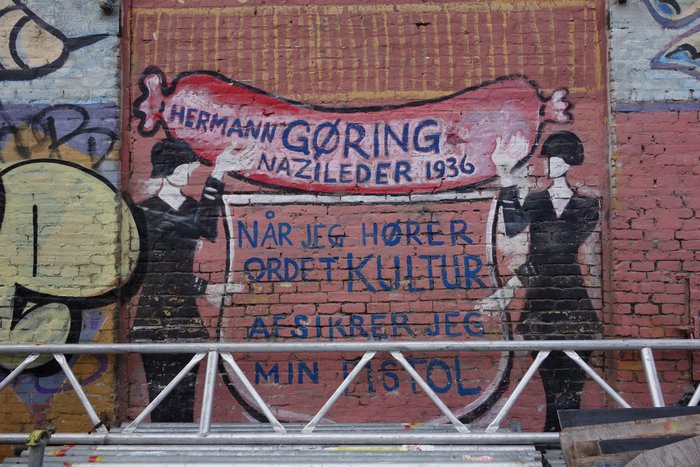 HERMANN GØRING
NAZILEDER 1936
NÅR JEG HØRER
ORDET KULTUR
AFSIKRER JEG
MIN PISTOL